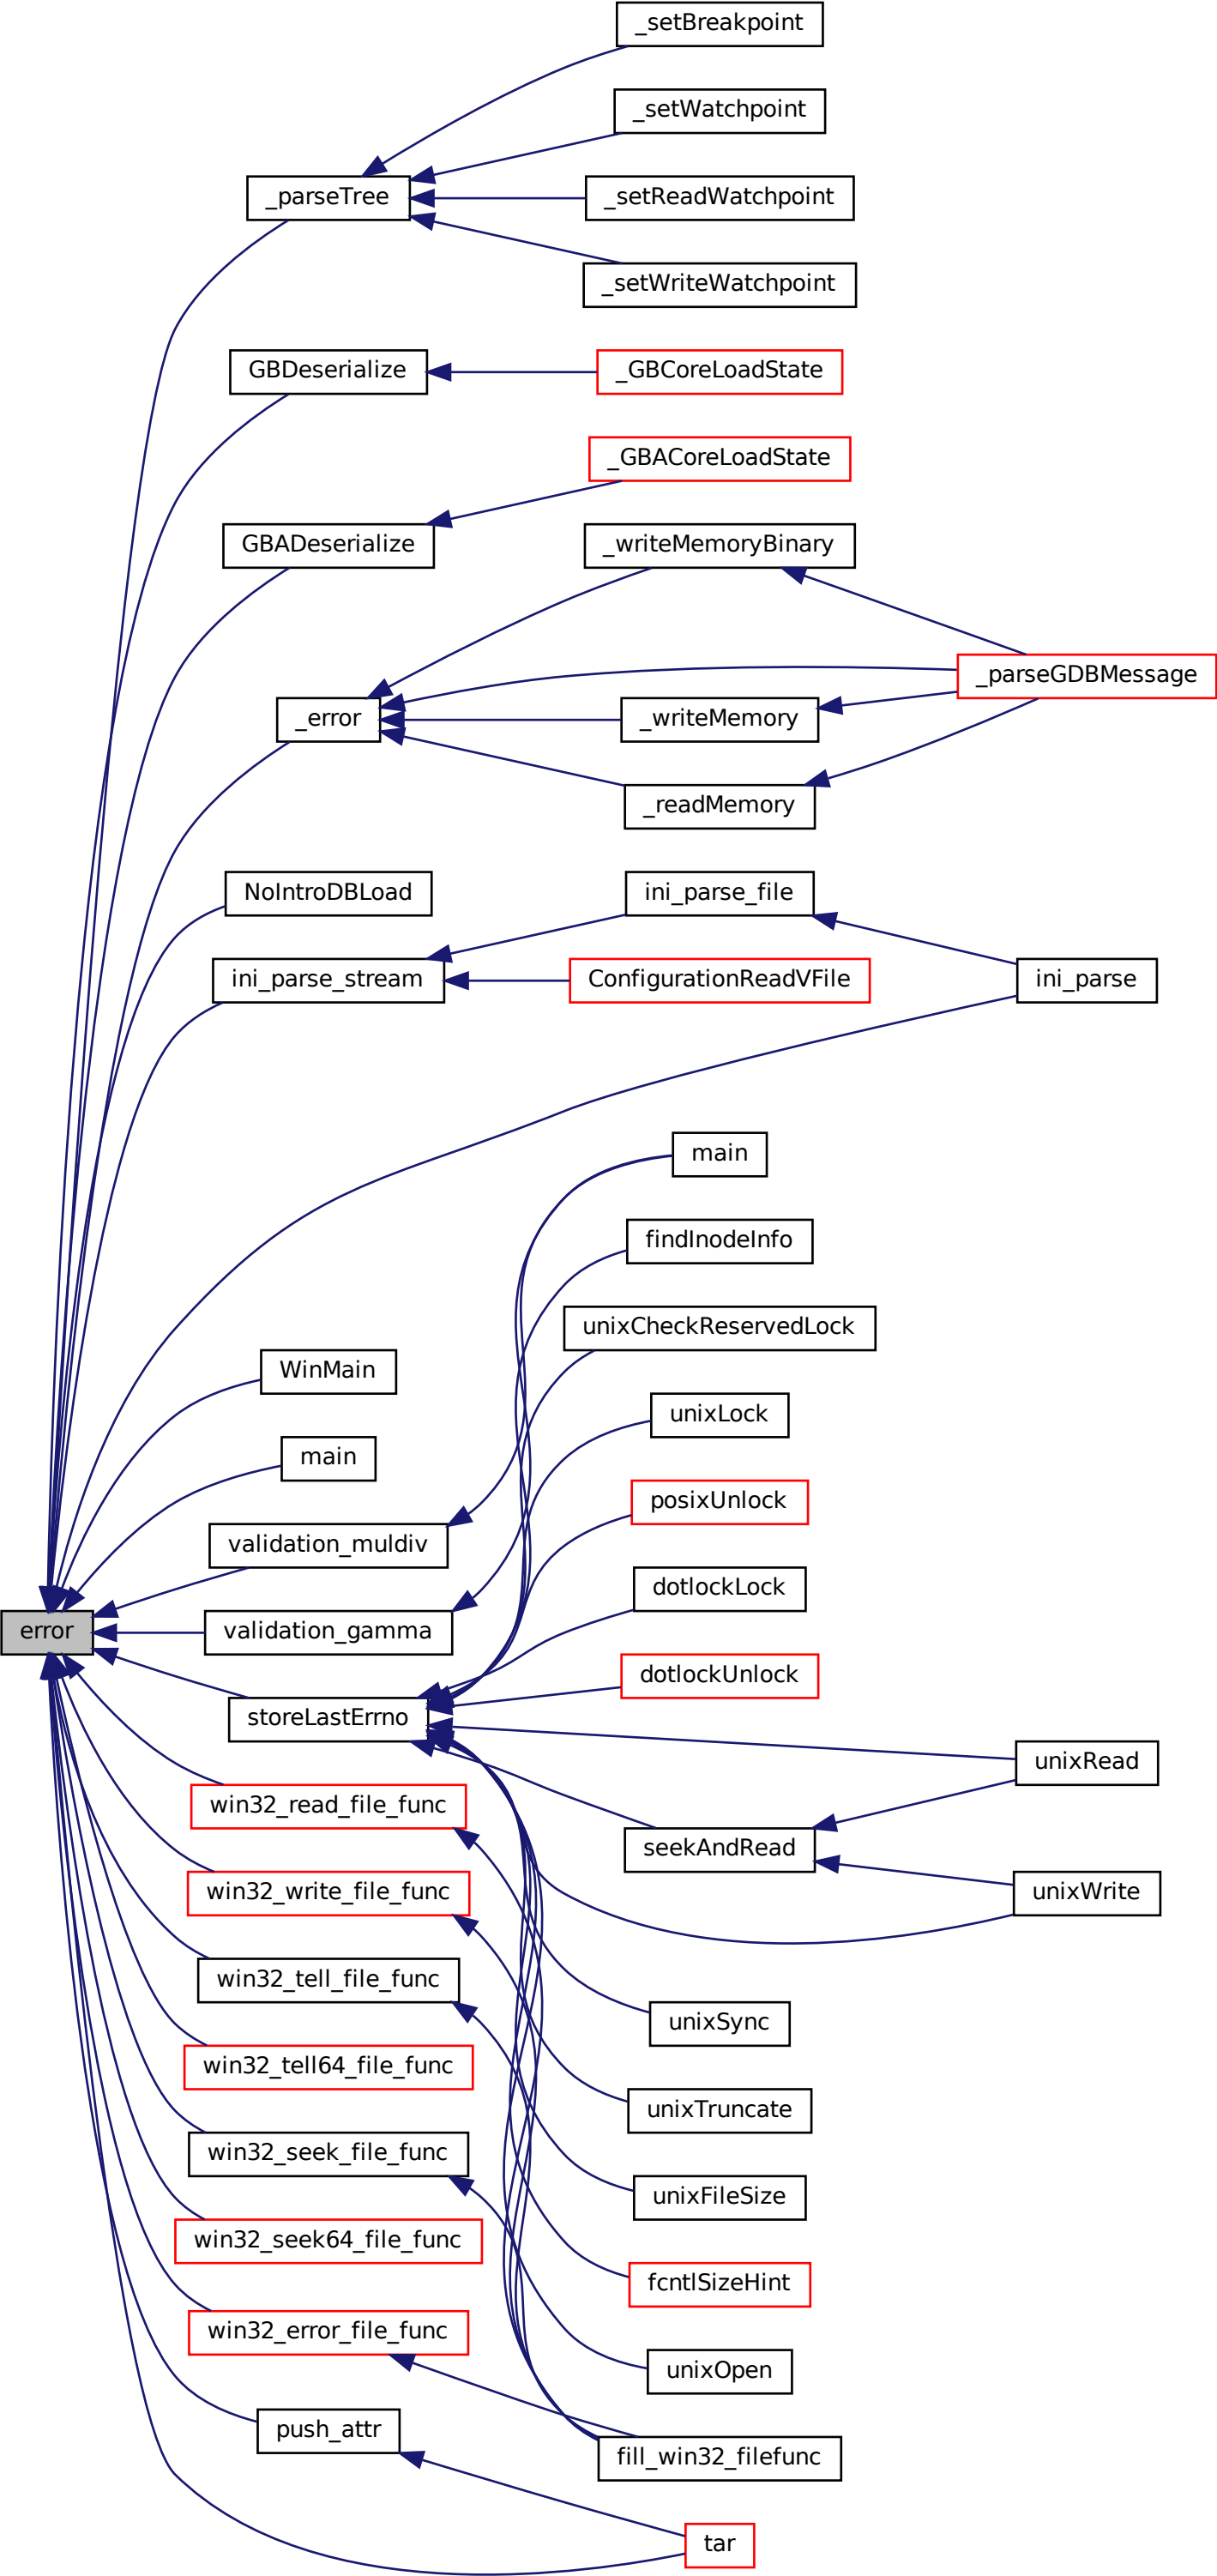 _setBreakpoint
_setWatchpoint
_parseTree
_setReadWatchpoint
_setWriteWatchpoint
GBDeserialize
_GBCoreLoadState
_GBACoreLoadState
GBADeserialize
_writeMemoryBinary
_parseGDBMessage
_error
_writeMemory
_readMemory
NoIntroDBLoad
ini_parse_file
ini_parse_stream
ConfigurationReadVFile
ini_parse
main
findInodeInfo
unixCheckReservedLock
WinMain
unixLock
main
posixUnlock
validation_muldiv
dotlockLock
error
validation_gamma
dotlockUnlock
storeLastErrno
unixRead
win32_read_file_func
seekAndRead
win32_write_file_func
unixWrite
win32_tell_file_func
unixSync
win32_tell64_file_func
unixTruncate
win32_seek_file_func
unixFileSize
win32_seek64_file_func
fcntlSizeHint
win32_error_file_func
unixOpen
push_attr
fill_win32_filefunc
tar